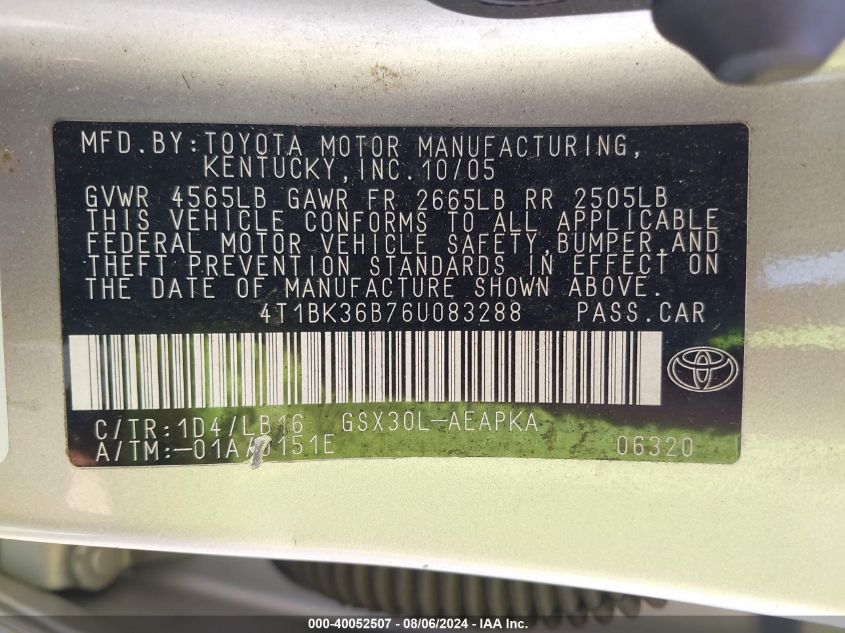 MFD.BY:TOYOTA MOTOR MANUFACTURING,
KENTUCKY,INC.10/05
GVWR 4565LB GAWR FR 2665LB RR 2505LB
THIS VEHICLE CONFORMS TO ALL APPLICABLE
FEDERAL MOTOR VEHICLE SAFETY,BUMPER,AND
THEFT PREVENTION STANDARDS IN EFFECT ON
THE DATE OF MANUFACTURE SHOWN ABOVE.
4T1BK36B76U083288 PASS.CAR
C/TR:1D4/LB16 GSX30L-AEAPKA
A/TM:
06320
000-40052507 - 08/06/2024 - IAA Inc.